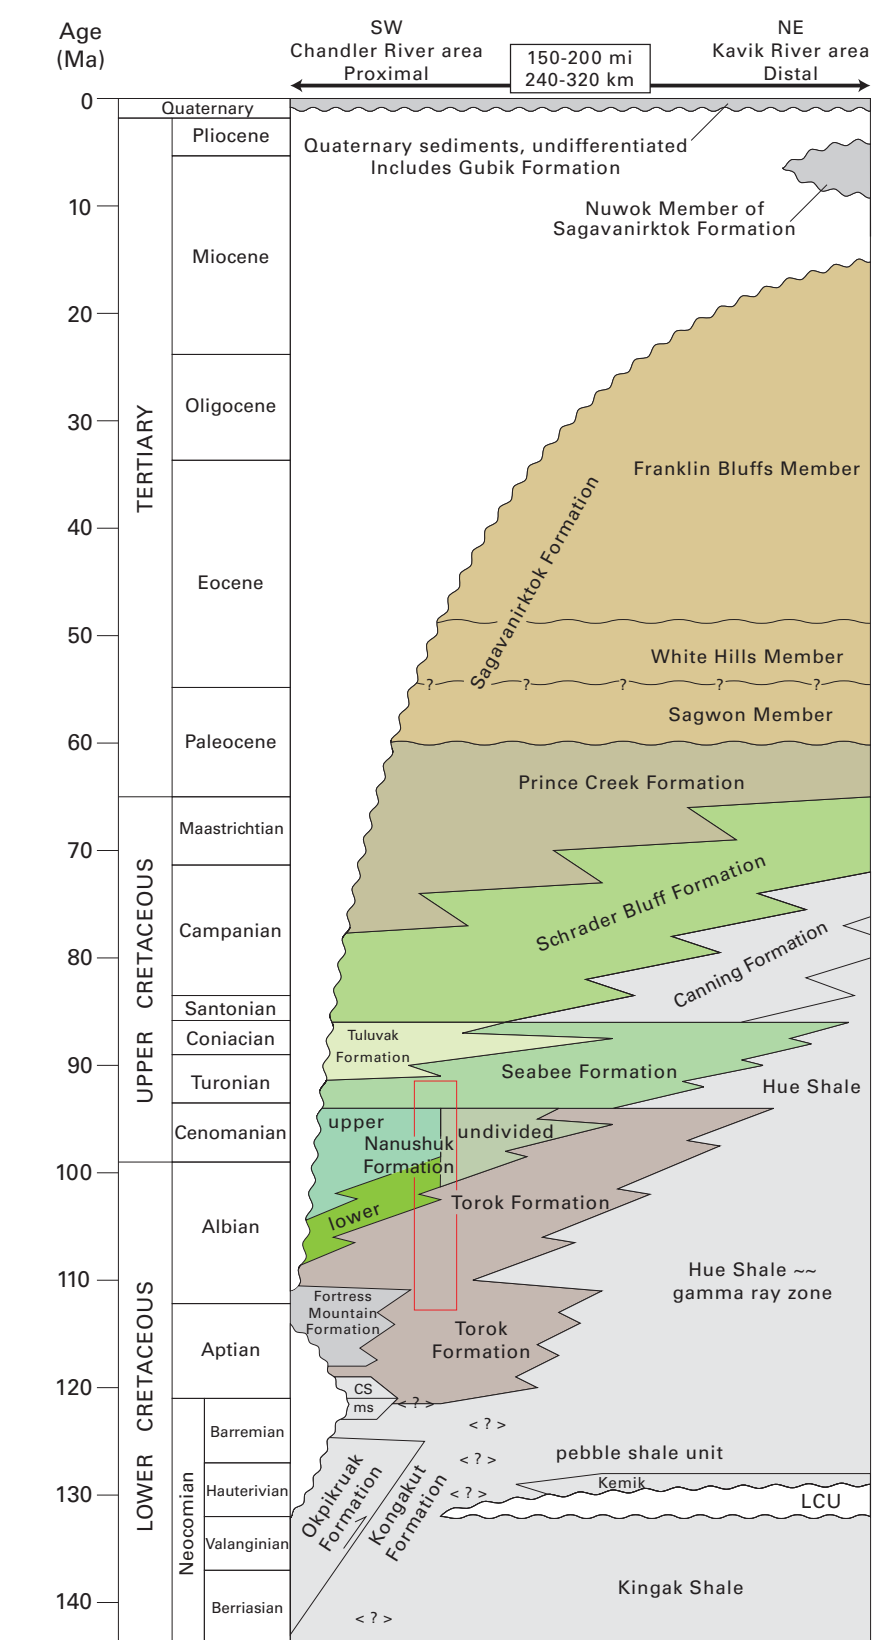 Age
(Ma)
SW
Chandler River area
Proximal
150-200 mi
240-320 km
NE
Kavik River area
Distal
0
10
20
30
40
50
60
70
80
90
100
110
120
130
140
TERTIARY
UPPER CRETACEOUS
LOWER CRETACEOUS
Neocomian
Quaternary
Pliocene
Miocene
Oligocene
Eocene
Paleocene
Maastrichtian
Campanian
Santonian
Coniacian
Turonian
Cenomanian
Albian
Aptian
Barremian
Hauterivian
Valanginian
Berriasian
Quaternary sediments, undifferentiated
Includes Gubik Formation
Nuwok Member of
Sagavanirktok Formation
Franklin Bluffs Member
Sagavanirktok Formation
White Hills Member
? ? ? ? ?
Sagwon Member
Prince Creek Formation
Schrader Bluff Formation
Canning Formation
Tuluvak
Formation
Seabee Formation
Hue Shale
upper
Nanushuk
Formation
undivided
lower
Torok Formation
Hue Shale ~~
gamma ray zone
Fortress
Mountain
Formation
Torok
Formation
CS
ms
< ? >
< ? >
< ? >
< ? >
pebble shale unit
Kemik
LCU
Okpikruak
Formation
Kongakut
Formation
Kingak Shale
< ? >